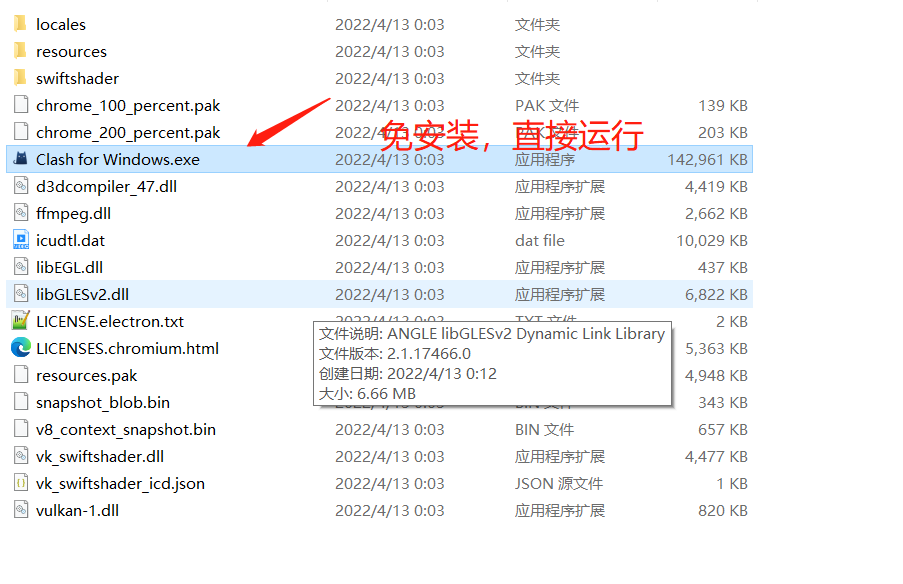 locales 2022/4/13 0:03 文件夹
resources 2022/4/13 0:03 文件夹
swiftshader 2022/4/13 0:03 文件夹
chrome_100_percent.pak 2022/4/13 0:03 PAK 文件 139 KB
chrome_200_percent.pak 2022/4/13 0:03 PAK 文件 203 KB
免安装，直接运行
Clash for Windows.exe 2022/4/13 0:03 应用程序 142,961 KB
d3dcompiler_47.dll 2022/4/13 0:03 应用程序扩展 4,419 KB
ffmpeg.dll 2022/4/13 0:03 应用程序扩展 2,662 KB
icudtl.dat 2022/4/13 0:03 dat file 10,029 KB
libEGL.dll 2022/4/13 0:03 应用程序扩展 437 KB
libGLESv2.dll 2022/4/13 0:03 应用程序扩展 6,822 KB
LICENSE.electron.txt 2022/4/13 0:03 TXT 文件 2 KB
文件说明: ANGLE libGLESv2 Dynamic Link Library
文件版本: 2.1.17466.0
创建日期: 2022/4/13 0:12
大小: 6.66 MB
LICENSES.chromium.html 5,363 KB
resources.pak 4,948 KB
snapshot_blob.bin 2022/4/13 0:03 BIN 文件 343 KB
v8_context_snapshot.bin 2022/4/13 0:03 BIN 文件 657 KB
vk_swiftshader.dll 2022/4/13 0:03 应用程序扩展 4,477 KB
vk_swiftshader_icd.json 2022/4/13 0:03 JSON 源文件 1 KB
vulkan-1.dll 2022/4/13 0:03 应用程序扩展 820 KB